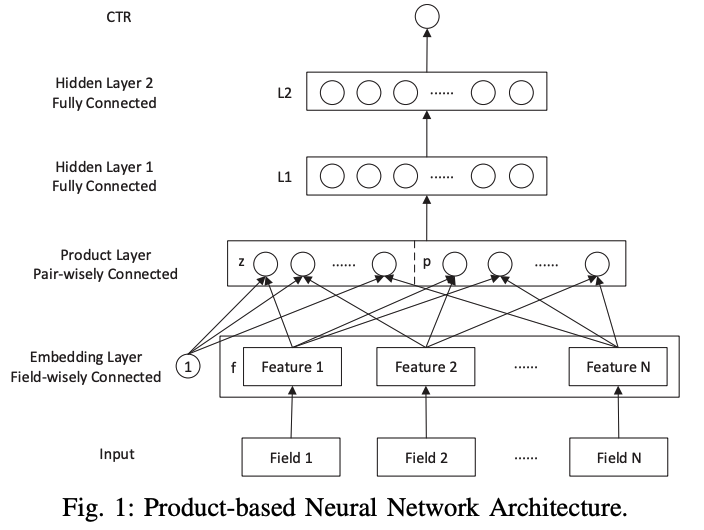 CTR
Hidden Layer 2
Fully Connected
L2
······
Hidden Layer 1
Fully Connected
L1
······
Product Layer
Pair-wisely Connected
z
······
p
······
Embedding Layer
Field-wisely Connected
1
f
Feature 1
Feature 2
······
Feature N
Input
Field 1
Field 2
······
Field N
Fig. 1: Product-based Neural Network Architecture.